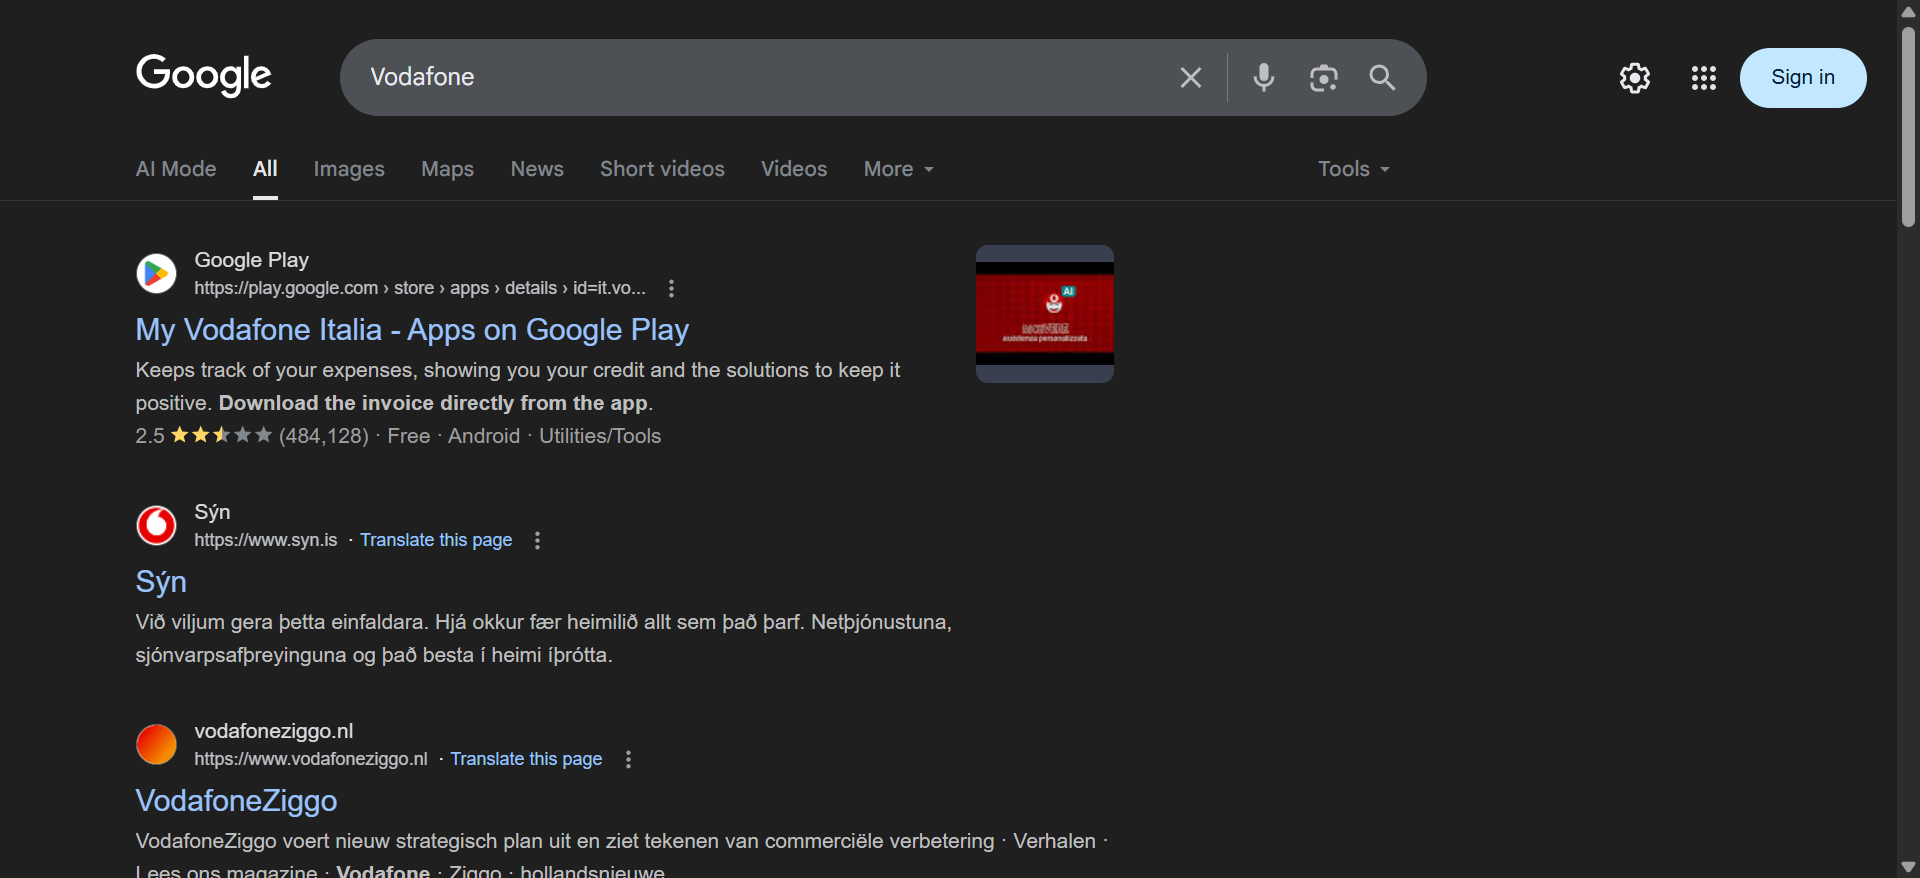 Google
Vodafone
Sign in
AI Mode
All
Images
Maps
News
Short videos
Videos
More
Tools
Google Play
https://play.google.com › store › apps › details › id=it.vo...
My Vodafone Italia - Apps on Google Play
Keeps track of your expenses, showing you your credit and the solutions to keep it
positive. Download the invoice directly from the app.
2.5 (484,128) · Free · Android · Utilities/Tools
AI
assistenza personalizzata
Sýn
https://www.syn.is · Translate this page
Sýn
Við viljum gera þetta einfaldara. Hjá okkur fær heimilið allt sem það þarf. Netþjónustuna,
sjónvarpsafþreyinguna og það besta í heimi íþrótta.
vodafoneziggo.nl
https://www.vodafoneziggo.nl · Translate this page
VodafoneZiggo
VodafoneZiggo voert nieuw strategisch plan uit en ziet tekenen van commerciële verbetering · Verhalen ·
Lees ons magazine · Vodafone · Ziggo · hollandsnieuwe